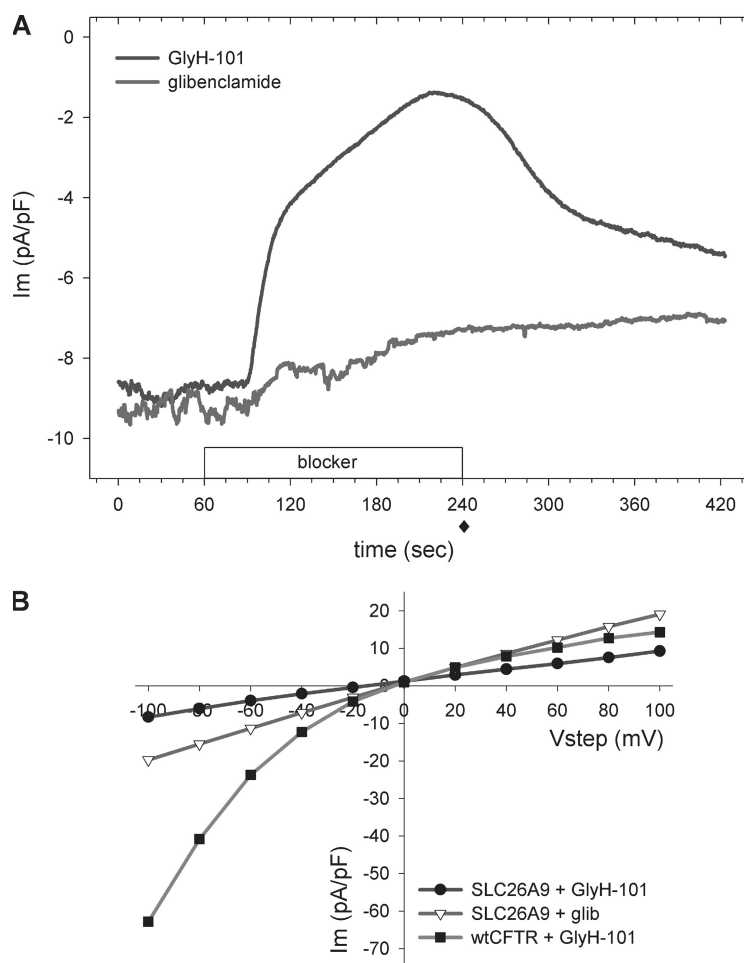 A
0
GlyH-101
glibenclamide
-2
-4
Im (pA/pF)
-6
-8
-10
blocker
0 60 120 180 240 300 360 420
time (sec)
B
20
10
0
-100 -80 -60 -40 -20 0 20 40 60 80 100
-10
Vstep (mV)
-20
-30
-40
-50
Im (pA/pF)
SLC26A9 + GlyH-101
-60
SLC26A9 + glib
wtCFTR + GlyH-101
-70